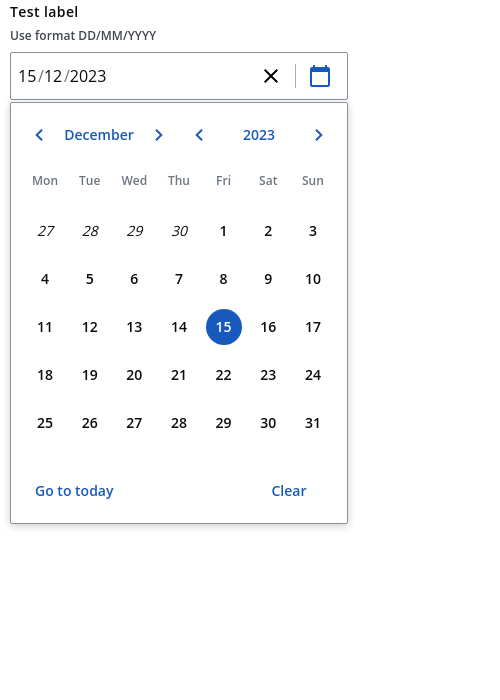 Test label
Use format DD/MM/YYYY
15/12/2023
December 2023
Mon Tue Wed Thu Fri Sat Sun
27 28 29 30 1 2 3
4 5 6 7 8 9 10
11 12 13 14 15 16 17
18 19 20 21 22 23 24
25 26 27 28 29 30 31
Go to today Clear